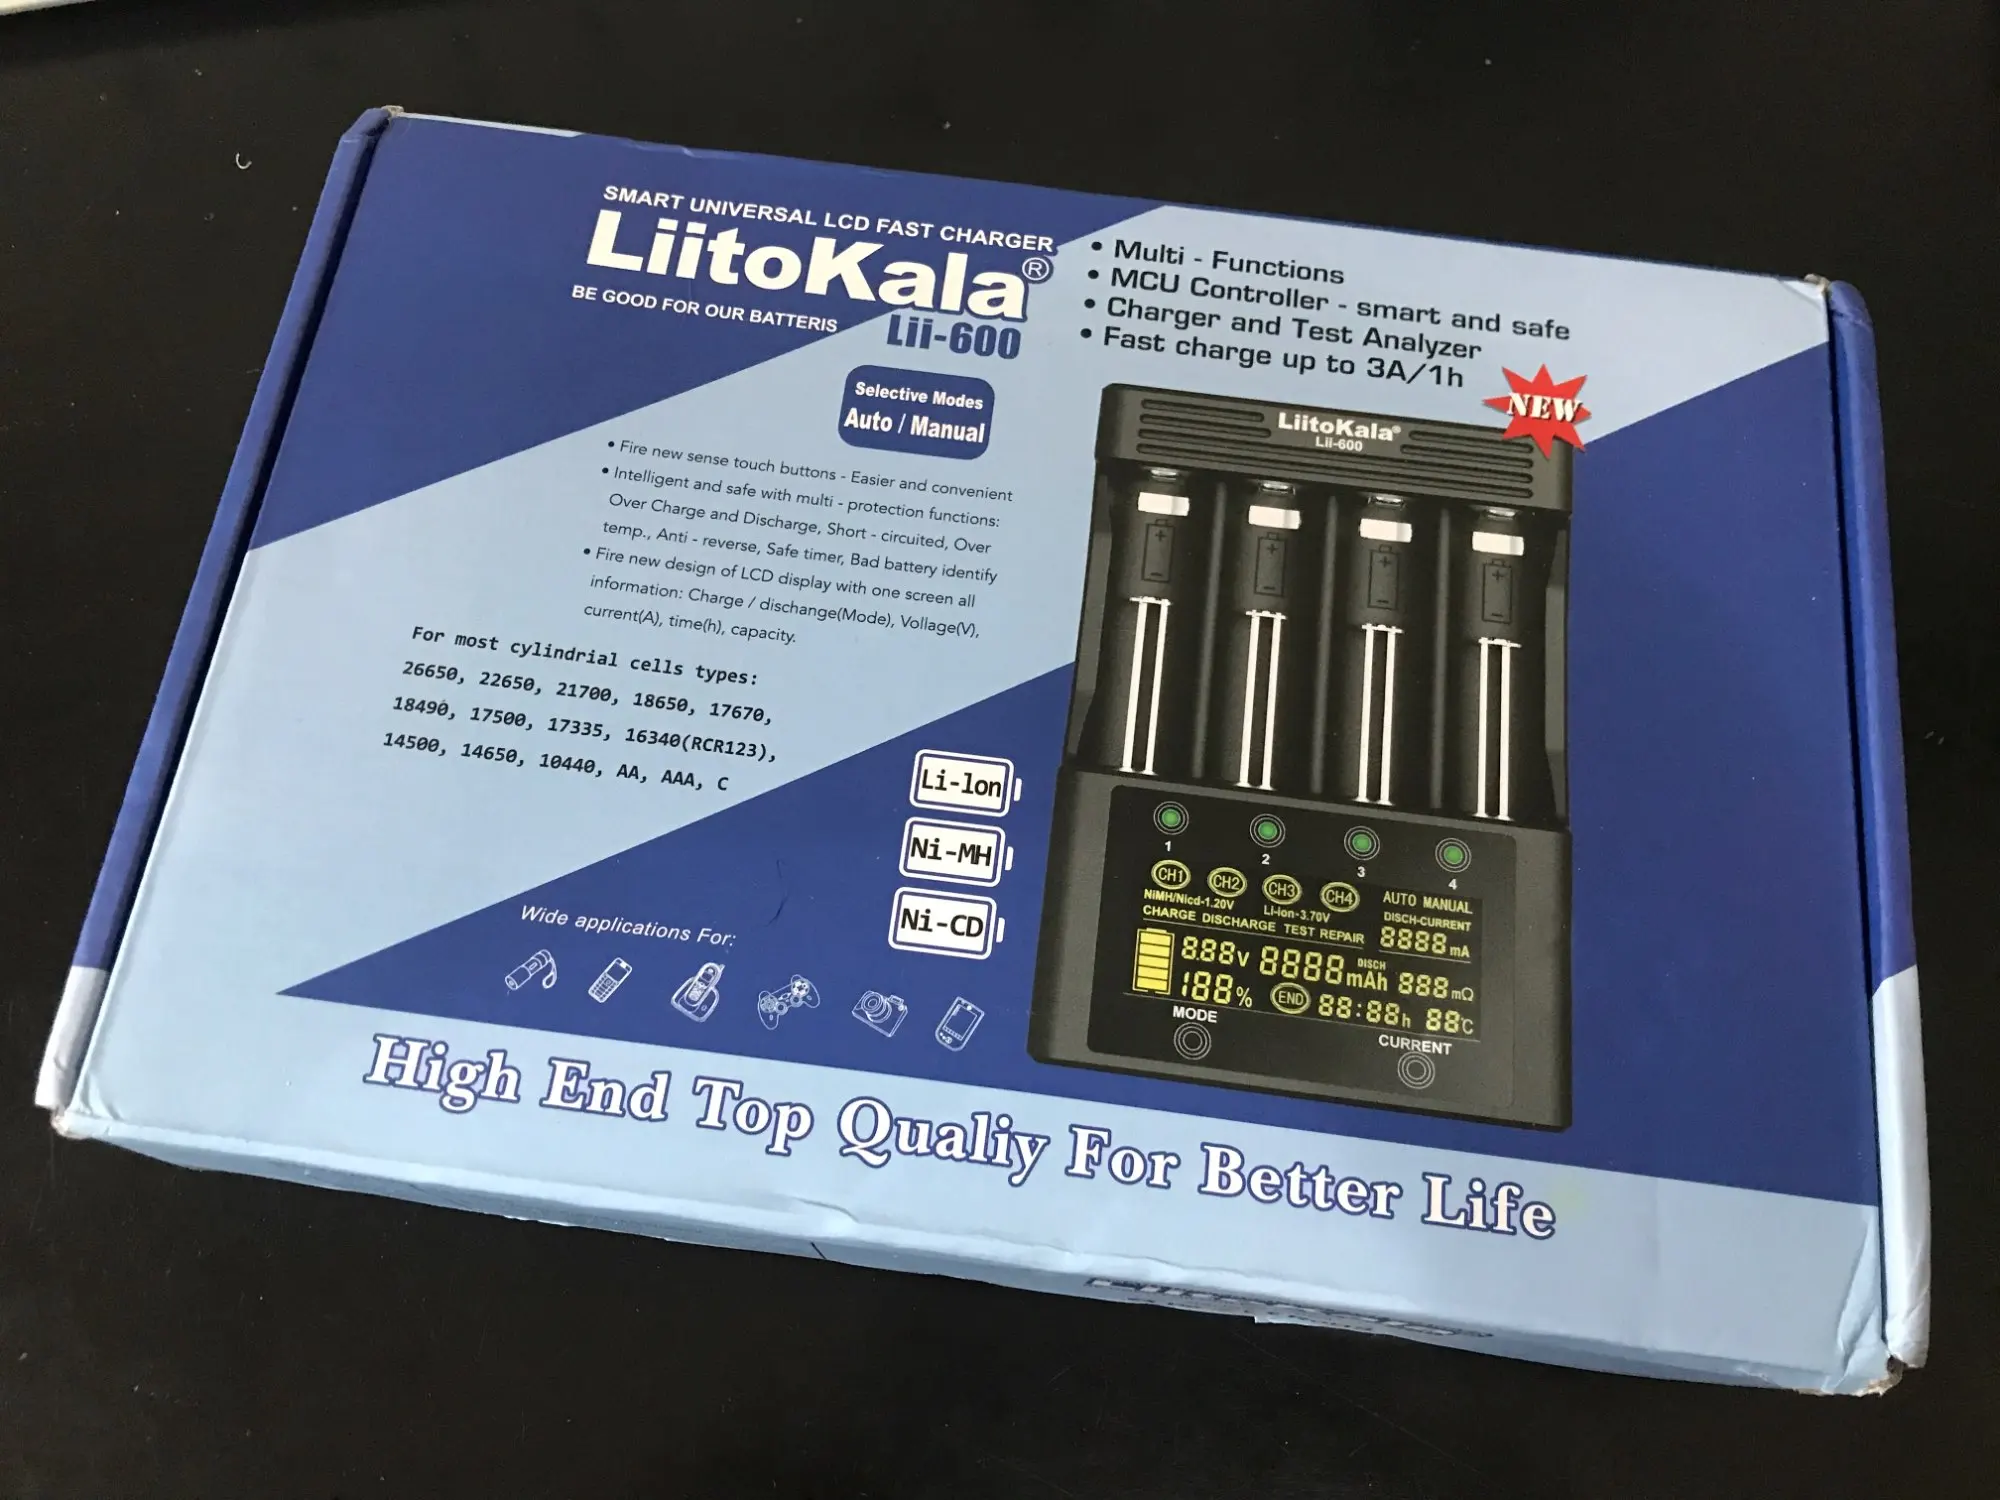 SMART UNIVERSAL LCD FAST CHARGER
LiitoKala®
BE GOOD FOR OUR BATTERIS
Lii-600
Selective Modes
Auto / Manual
• Multi - Functions
• MCU Controller - smart and safe
• Charger and Test Analyzer
• Fast charge up to 3A/1h
NEW
• Fire new sense touch buttons - Easier and convenient
• Intelligent and safe with multi - protection functions:
Over Charge and Discharge, Short - circuited, Over
temp., Anti - reverse, Safe timer, Bad battery identify
• Fire new design of LCD display with one screen all
information: Charge / dischange(Mode), Vollage(V),
current(A), time(h), capacity.
For most cylindrial cells types:
26650, 22650, 21700, 18650, 17670,
18490, 17500, 17335, 16340(RCR123),
14500, 14650, 10440, AA, AAA, C
Li-lon
Ni-MH
Ni-CD
Wide applications For:
LiitoKala®
Lii-600
1 2 3 4
CH1 CH2 CH3 CH4 AUTO MANUAL
NiMH/Nicd-1.20V Li-Ion-3.70V DISCH-CURRENT
CHARGE DISCHARGE TEST REPAIR 8888 mA
8.88V 8888 DISCH mAh 888 mΩ
188% END 88:88h 88°C
MODE
CURRENT
High End Top Qualiy For Better Life